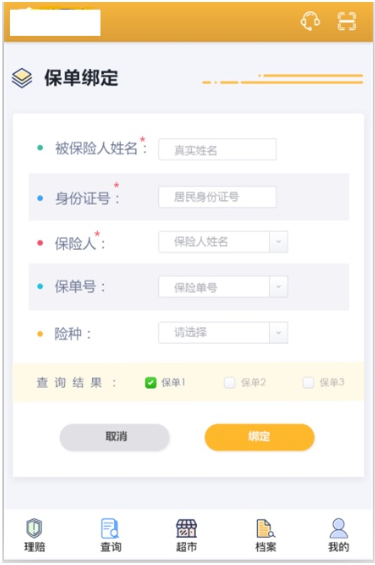 保单绑定
被保险人姓名*: 真实姓名
身份证号*: 居民身份证号
保险人*: 保险人姓名
保单号: 保险单号
险种: 请选择
查询结果: 保单1 保单2 保单3
取消 绑定
理赔 查询 超市 档案 我的